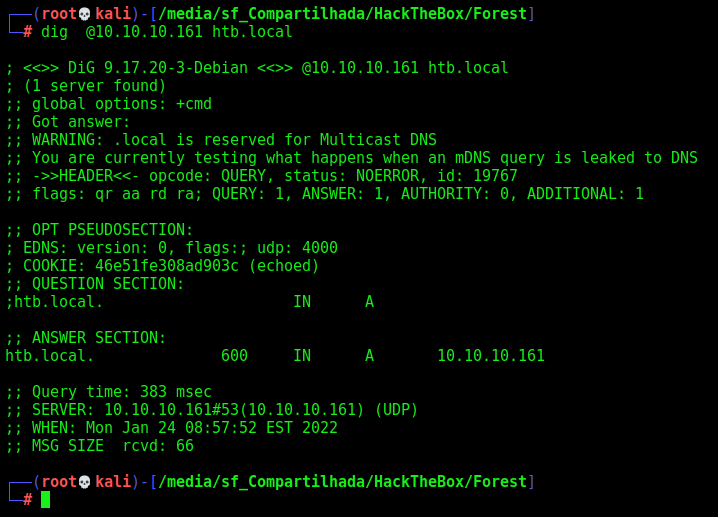 ┌──(root💀kali)-[/media/sf_Compartilhada/HackTheBox/Forest]
└─# dig  @10.10.10.161 htb.local

; <<>> DiG 9.17.20-3-Debian <<>> @10.10.10.161 htb.local
; (1 server found)
;; global options: +cmd
;; Got answer:
;; WARNING: .local is reserved for Multicast DNS
;; You are currently testing what happens when an mDNS query is leaked to DNS
;; ->>HEADER<<- opcode: QUERY, status: NOERROR, id: 19767
;; flags: qr aa rd ra; QUERY: 1, ANSWER: 1, AUTHORITY: 0, ADDITIONAL: 1

;; OPT PSEUDOSECTION:
; EDNS: version: 0, flags:; udp: 4000
; COOKIE: 46e51fe308ad903c (echoed)
;; QUESTION SECTION:
;htb.local.                     IN      A

;; ANSWER SECTION:
htb.local.              600     IN      A       10.10.10.161

;; Query time: 383 msec
;; SERVER: 10.10.10.161#53(10.10.10.161) (UDP)
;; WHEN: Mon Jan 24 08:57:52 EST 2022
;; MSG SIZE  rcvd: 66

┌──(root💀kali)-[/media/sf_Compartilhada/HackTheBox/Forest]
└─#